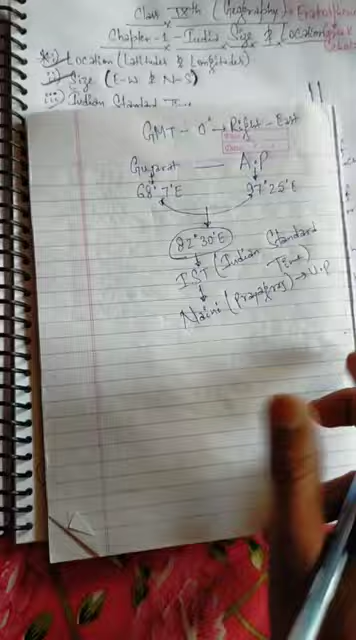 Class IXth (Geography)
Chapter-1-India Size & Location
i) Location (Latitudes & Longitudes)
ii) Size (E-W & N-S)
iii) Indian Standard Time
GMT - 0° → Right - East
Gujarat — A.P
68° 7'E 97° 25'E
82° 30'E
IST (Indian Standard Time)
Naini (Prayagraj) → U.P